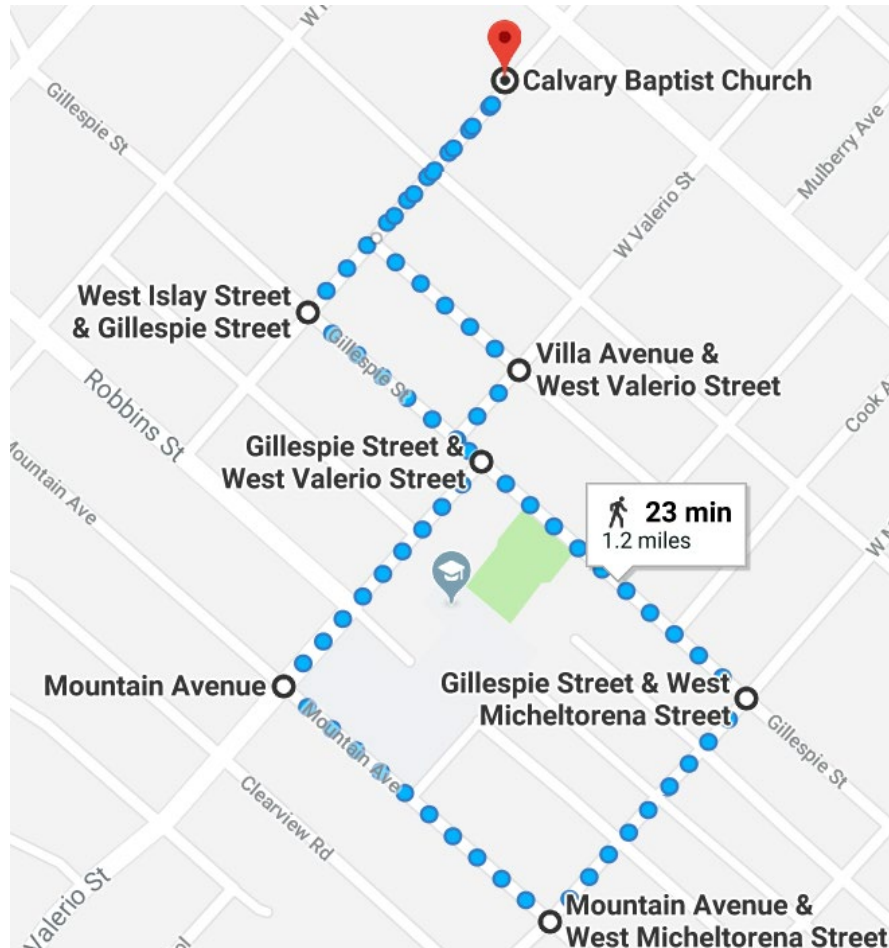 W
Calvary Baptist Church
Gillespie St
Mulberry Ave
W Valerio St
West Islay Street
& Gillespie Street
Gillespie St
Villa Avenue &
West Valerio Street
Robbins St
Cook A
Gillespie Street &
West Valerio Street
Mountain Ave
23 min
1.2 miles
W
Mountain Avenue
Gillespie Street & West
Micheltorena Street
Mountain Ave
Gillespie St
Clearview Rd
Mountain Avenue &
West Micheltorena Street
Valerio St